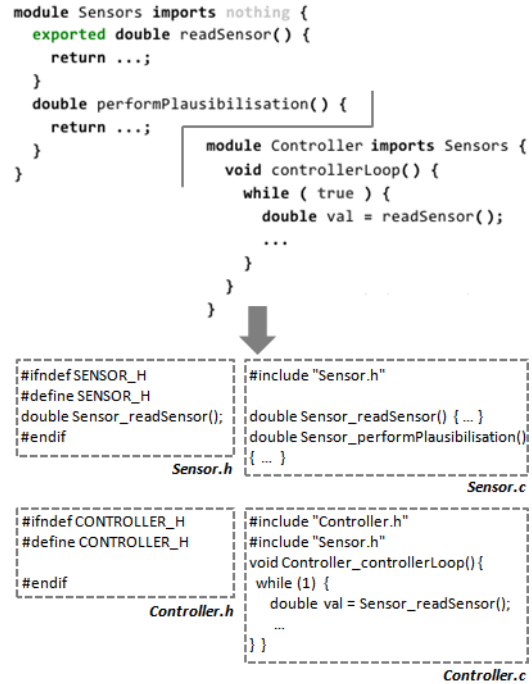 module Sensors imports nothing {
exported double readSensor() {
return ...;
}
double performPlausibilisation() {
return ...;
}
}
module Controller imports Sensors {
void controllerLoop() {
while ( true ) {
double val = readSensor();
...
}
}
}
#ifndef SENSOR_H
#define SENSOR_H
double Sensor_readSensor();
#endif
Sensor.h
#include "Sensor.h"
double Sensor_readSensor() { ... }
double Sensor_performPlausibilisation()
{ ... }
Sensor.c
#ifndef CONTROLLER_H
#define CONTROLLER_H
#endif
Controller.h
#include "Controller.h"
#include "Sensor.h"
void Controller_controllerLoop() {
while (1) {
double val = Sensor_readSensor();
...
} }
Controller.c